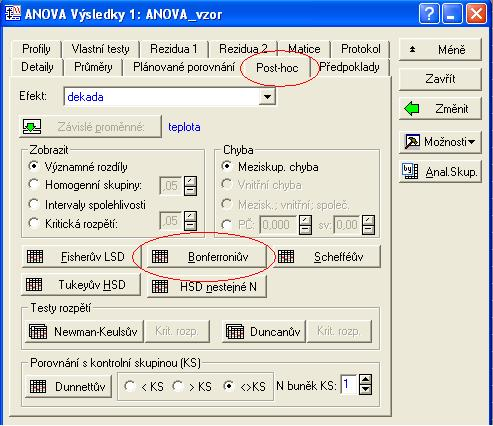 ANOVA Výsledky 1: ANOVA_vzor
Profily Vlastní testy Rezidua 1 Rezidua 2 Matice Protokol
Detaily Průměry Plánované porovnání Post-hoc Předpoklady
Méně
Zavřít
Změnit
Možnosti
Anal.Skup.
Efekt: dekada
Závislé proměnné: teplota
Zobrazit
Významné rozdíly
Homogenní skupiny: ,05
Intervaly spolehlivosti
Kritická rozpětí: ,05
Chyba
Meziskup. chyba
Vnitřní chyba
Mezisk.; vnitřní; společ.
PČ: 0,000 sv: 0,00
Fisherův LSD Bonferroniův Schefféův
Tukeyův HSD HSD nestejné N
Testy rozpětí
Newman-Keulsův Krit. rozp. Duncanův Krit. rozp.
Porovnání s kontrolní skupinou (KS)
Dunnettův < KS > KS <>KS N buněk KS: 1